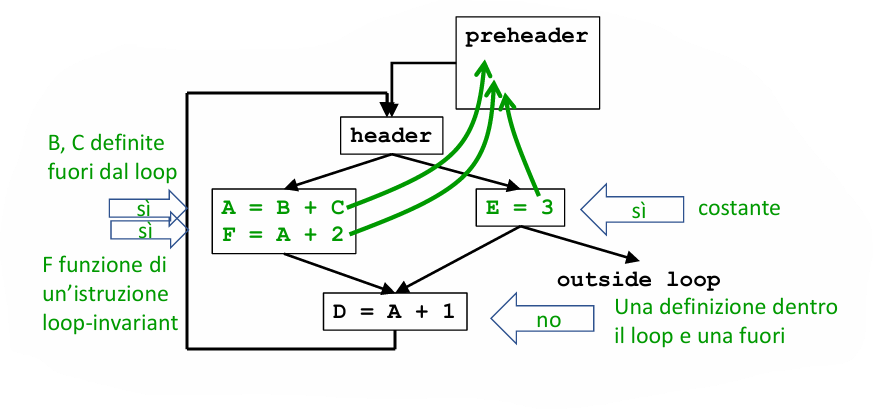 preheader
header
B, C definite
fuori dal loop
sì
sì
A = B + C
F = A + 2
E = 3
sì
costante
F funzione di
un'istruzione
loop-invariant
outside loop
D = A + 1
no
Una definizione dentro
il loop e una fuori